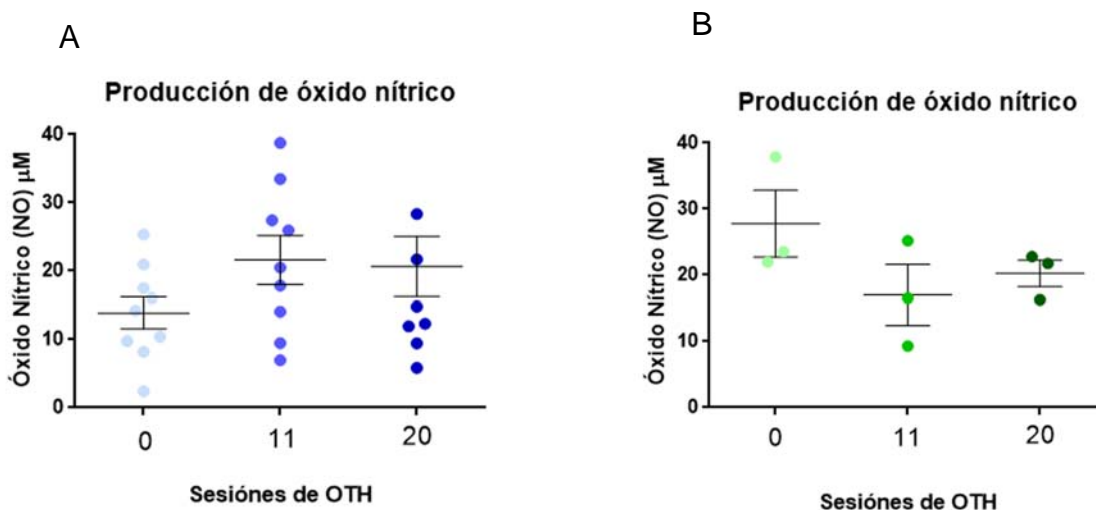 A
Producción de óxido nítrico
Óxido Nítrico (NO) µM
40
30
20
10
0
0
11
20
Sesiónes de OTH
B
Producción de óxido nítrico
Óxido Nítrico (NO) µM
40
30
20
10
0
0
11
20
Sesiónes de OTH